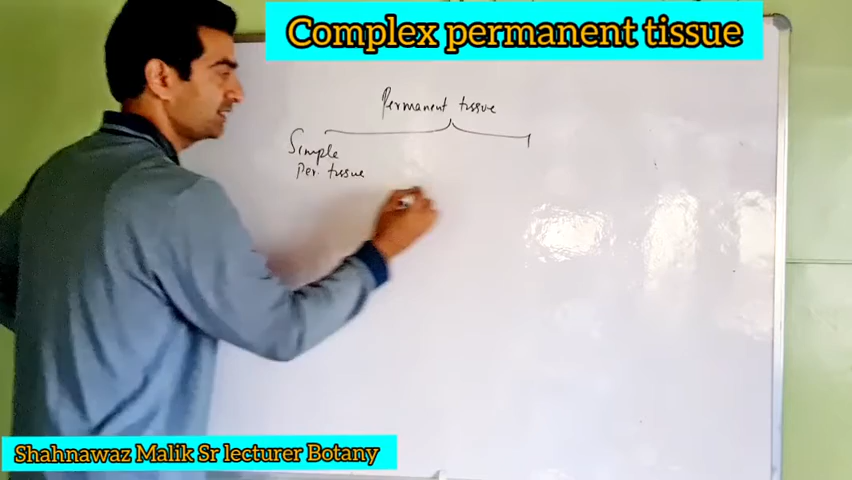 Complex permanent tissue
Permanent tissue
Simple
Per. tissue
Shahnawaz Malik Sr lecturer Botany